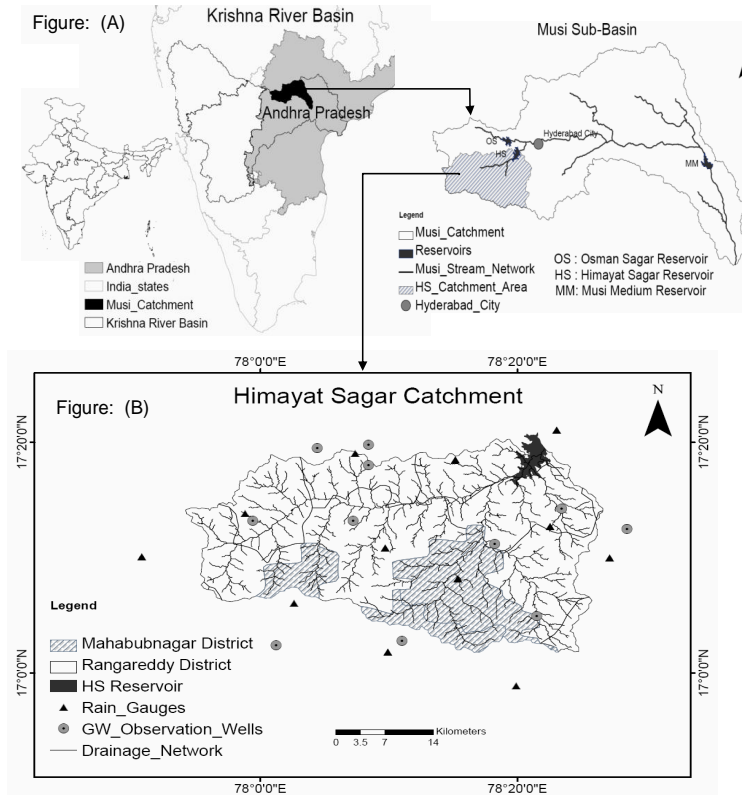 Figure: (A)
Krishna River Basin
Andhra Pradesh
Andhra Pradesh
India_states
Musi_Catchment
Krishna River Basin
Musi Sub-Basin
OS
Hyderabad City
HS
MM
Legend
Musi_Catchment
Reservoirs
Musi_Stream_Network
HS_Catchment_Area
Hyderabad_City
OS : Osman Sagar Reservoir
HS : Himayat Sagar Reservoir
MM: Musi Medium Reservoir
78°0'0"E
78°20'0"E
Figure: (B)
Himayat Sagar Catchment
N
17°20'0"N
17°20'0"N
17°0'0"N
17°0'0"N
Legend
Mahabubnagar District
Rangareddy District
HS Reservoir
Rain_Gauges
GW_Observation_Wells
Drainage_Network
Kilometers
0 3.5 7 14
78°0'0"E
78°20'0"E